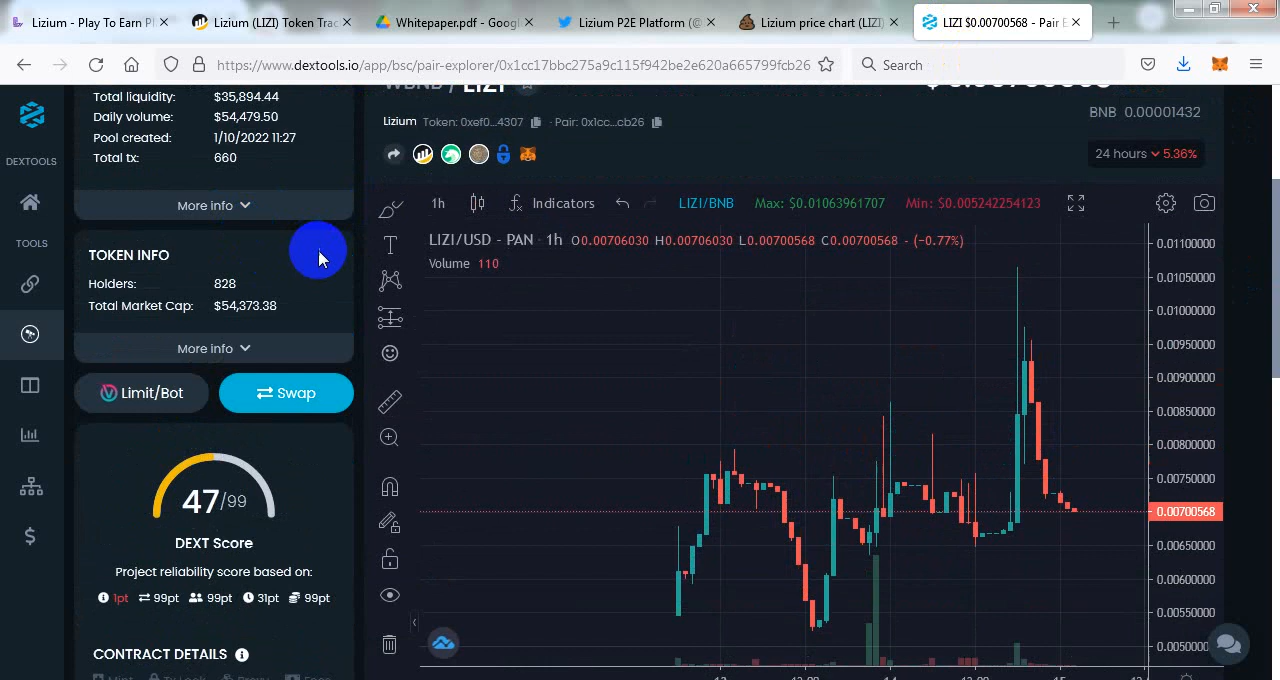 Lizium - Play To Earn Pl
Lizium (LIZI) Token Trac
Whitepaper.pdf - Googl
Lizium P2E Platform (@
Lizium price chart (LIZI)
LIZI $0.00700568 - Pair E
https://www.dextools.io/app/bsc/pair-explorer/0x1cc17bbc275a9c115f942be2e620a665799fcb26
Search
DEXTOOLS
TOOLS
Total liquidity: $35,894.44
Daily volume: $54,479.50
Pool created: 1/10/2022 11:27
Total tx: 660
More info
TOKEN INFO
Holders: 828
Total Market Cap: $54,373.38
More info
Limit/Bot
Swap
47/99
DEXT Score
Project reliability score based on:
1pt 99pt 99pt 31pt 99pt
CONTRACT DETAILS
WBNB / LIZI
Lizium Token: 0xef0...4307 · Pair: 0x1cc...cb26
BNB 0.00001432
24 hours 5.36%
1h
Indicators
LIZI/BNB
Max: $0.01063961707
Min: $0.005242254123
LIZI/USD - PAN · 1h O0.00706030 H0.00706030 L0.00700568 C0.00700568 - (−0.77%)
Volume 110
0.01100000
0.01050000
0.01000000
0.00950000
0.00900000
0.00850000
0.00800000
0.00750000
0.00700568
0.00650000
0.00600000
0.00550000
0.00500000